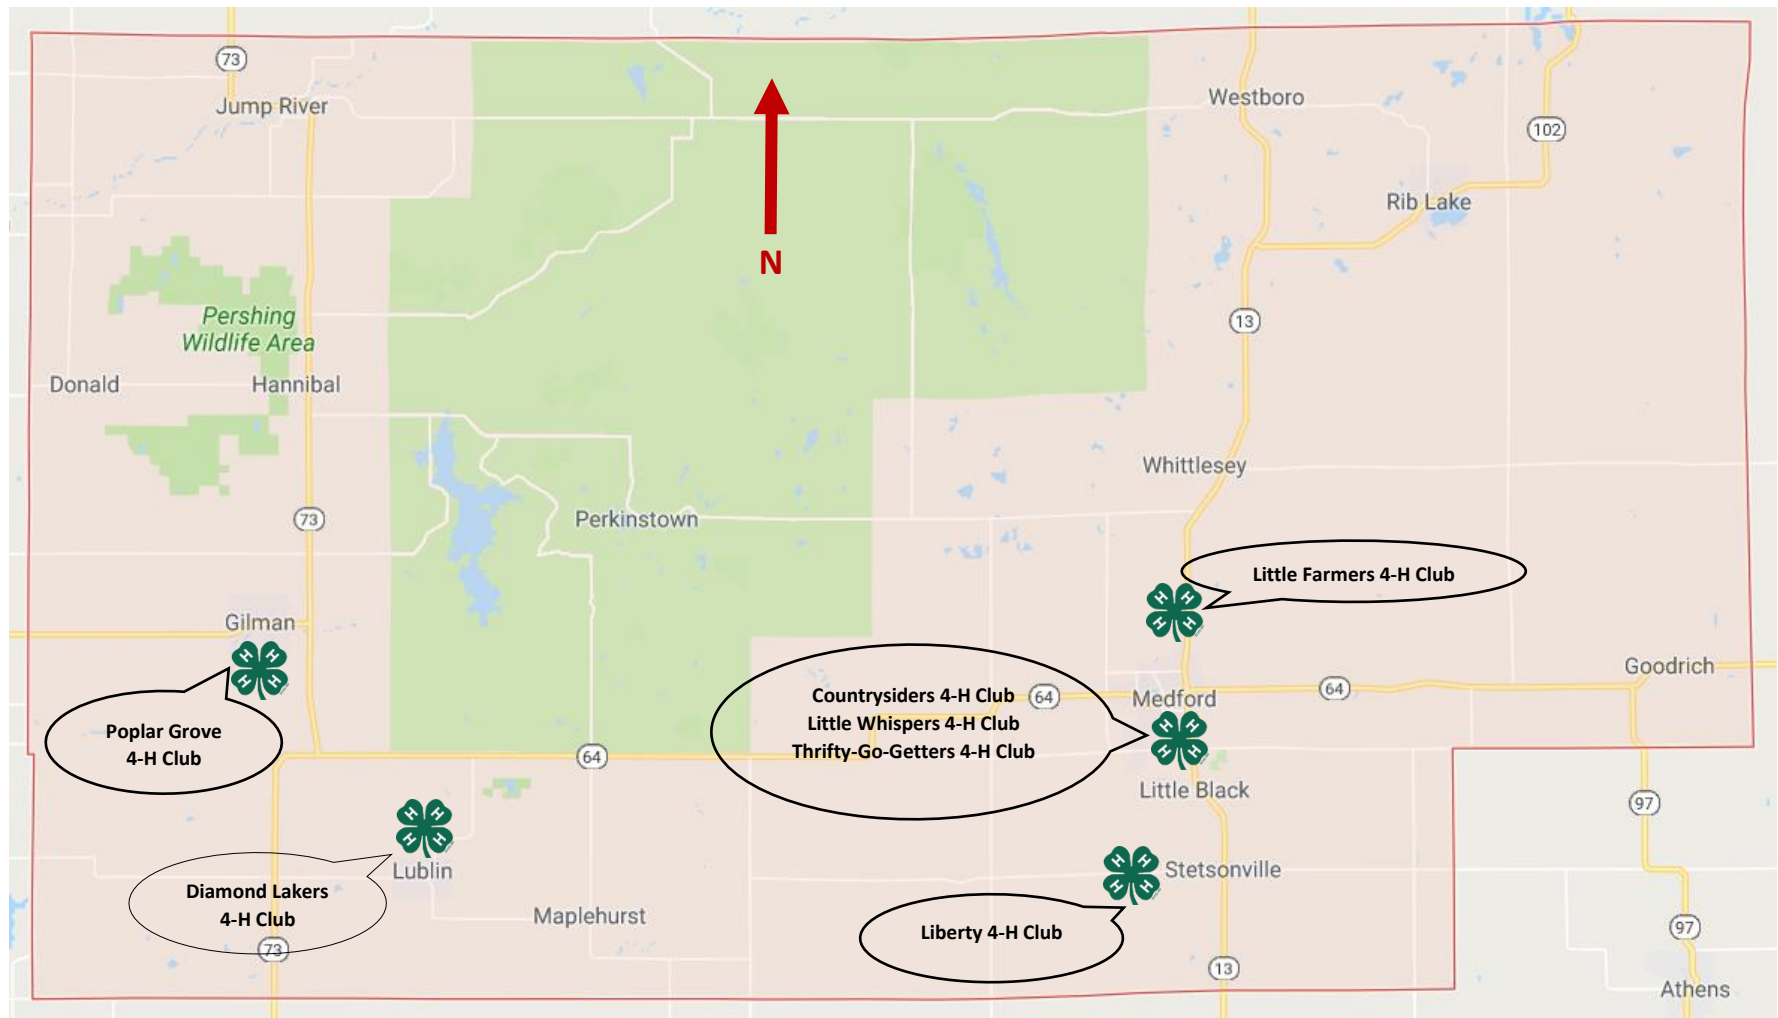 73
Jump River
Westboro
102
Rib Lake
N
Pershing
Wildlife Area
13
Donald
Hannibal
Whittlesey
73
Perkinstown
Little Farmers 4-H Club
H H
H H
Gilman
H H
H H
Goodrich
Poplar Grove
4-H Club
Countrysiders 4-H Club
Little Whispers 4-H Club
Thrifty-Go-Getters 4-H Club
64
Medford
64
H H
H H
64
Little Black
97
H H
H H
Lublin
Diamond Lakers
4-H Club
H H
H H
Stetsonville
Maplehurst
Liberty 4-H Club
73
97
13
Athens